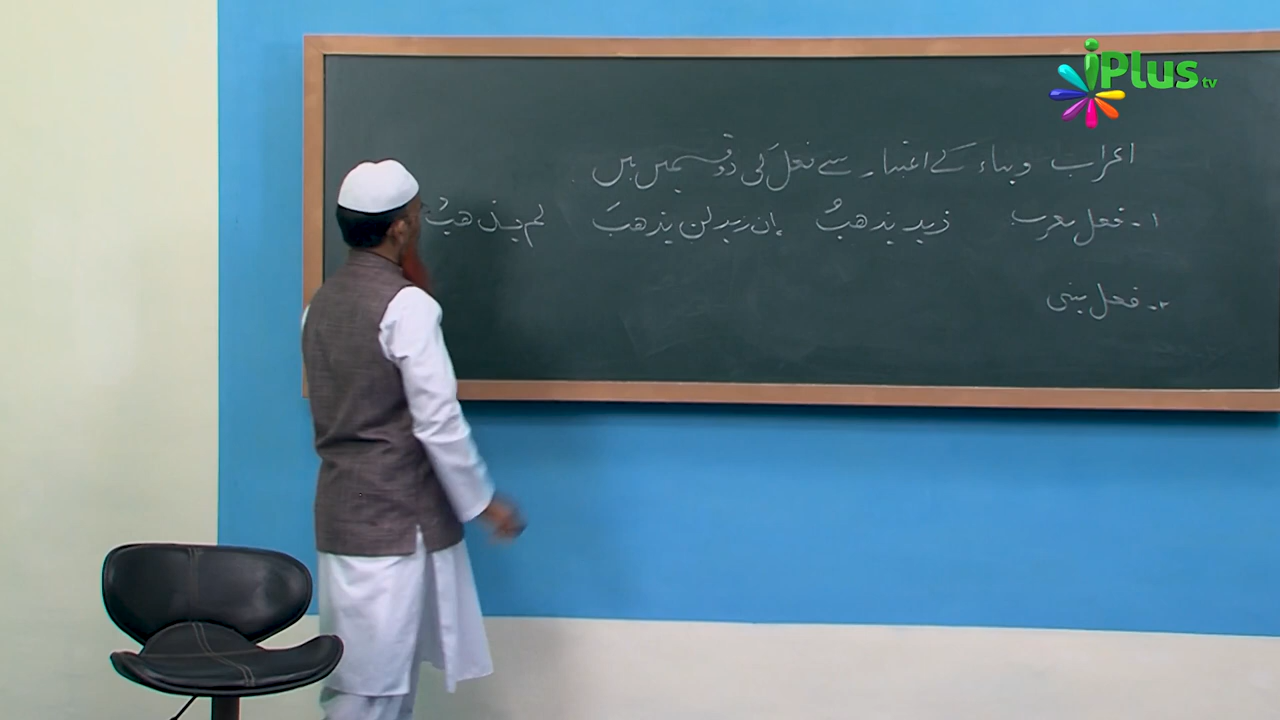 iPlus tv
اعراب وبناء کے اعتبار سے فعل کی دو قسمیں ہیں
۱۔ فعل معرب زید یذھبُ إن زید لن یذھبَ لم یذھبْ
۲۔ فعل مبنی